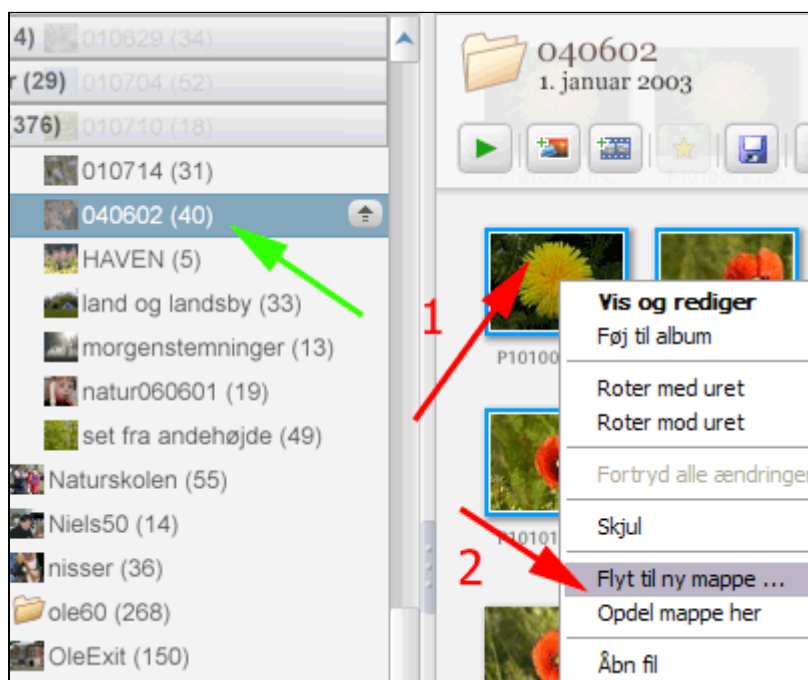 4) 010629 (34)
r (29) 010704 (52)
376) 010710 (18)
010714 (31)
040602 (40)
HAVEN (5)
land og landsby (33)
morgenstemninger (13)
natur060601 (19)
set fra andehøjde (49)
Naturskolen (55)
Niels50 (14)
nisser (36)
ole60 (268)
OleExit (150)
040602
1. januar 2003
1
P10100
P10101
2
Vis og rediger
Føj til album
Roter med uret
Roter mod uret
Fortryd alle ændringer
Skjul
Flyt til ny mappe ...
Opdel mappe her
Åbn fil